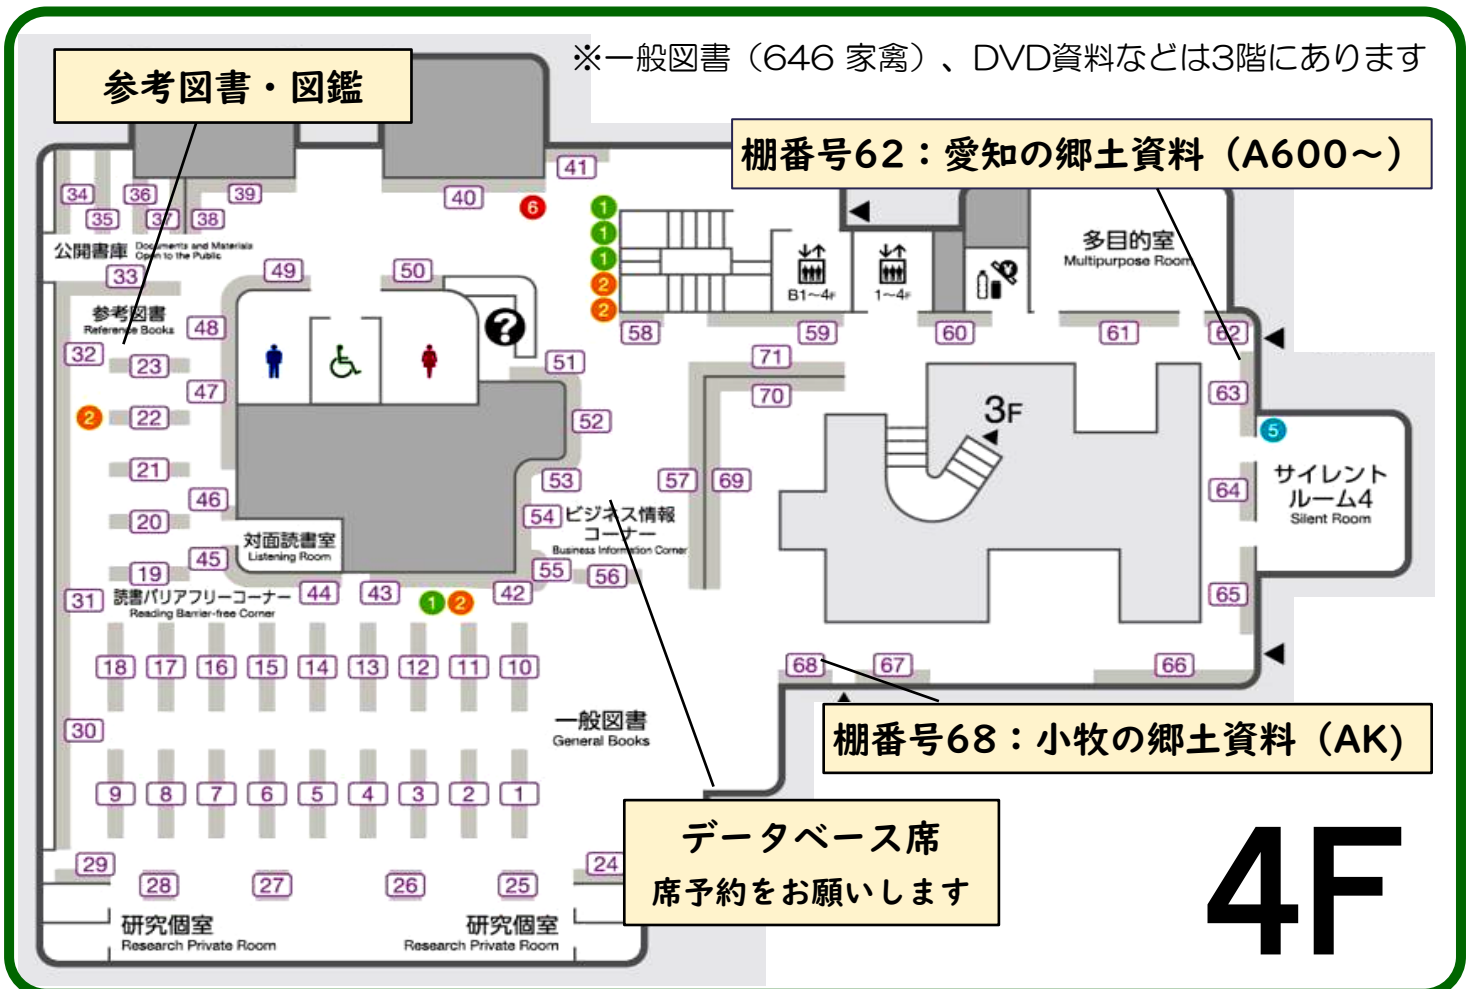 ※一般図書（646 家禽）、DVD資料などは3階にあります
参考図書・図鑑
棚番号62：愛知の郷土資料（A600～）
41
34
36
39
40
6
1
35
37
38
1
公開書庫
Documents and Materials
Open to the Public
1
多目的室
Multipurpose Room
33
49
50
2
B1～4F
1～4F
参考図書
Reference Books
48
?
2
58
59
60
61
62
32
23
51
71
47
70
63
2
22
52
3F
5
21
53
57
69
サイレント
ルーム4
Silent Room
46
64
20
54
ビジネス情報
コーナー
Business Information Corner
対面読書室
Listening Room
45
19
55
56
31
読書バリアフリーコーナー
Reading Barrier-free Corner
44
43
1
2
42
65
18
17
16
15
14
13
12
11
10
68
67
66
30
一般図書
General Books
棚番号68：小牧の郷土資料（AK)
9
8
7
6
5
4
3
2
1
データベース席
席予約をお願いします
29
28
27
26
25
24
研究個室
Research Private Room
研究個室
Research Private Room
4F